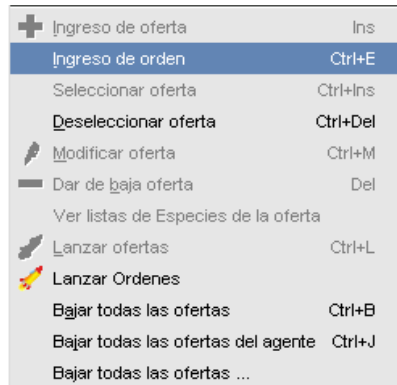 Ingreso de oferta Ins
Ingreso de orden Ctrl+E
Seleccionar oferta Ctrl+Ins
Deseleccionar oferta Ctrl+Del
Modificar oferta Ctrl+M
Dar de baja oferta Del
Ver listas de Especies de la oferta
Lanzar ofertas Ctrl+L
Lanzar Ordenes
Bajar todas las ofertas Ctrl+B
Bajar todas las ofertas del agente Ctrl+J
Bajar todas las ofertas ...